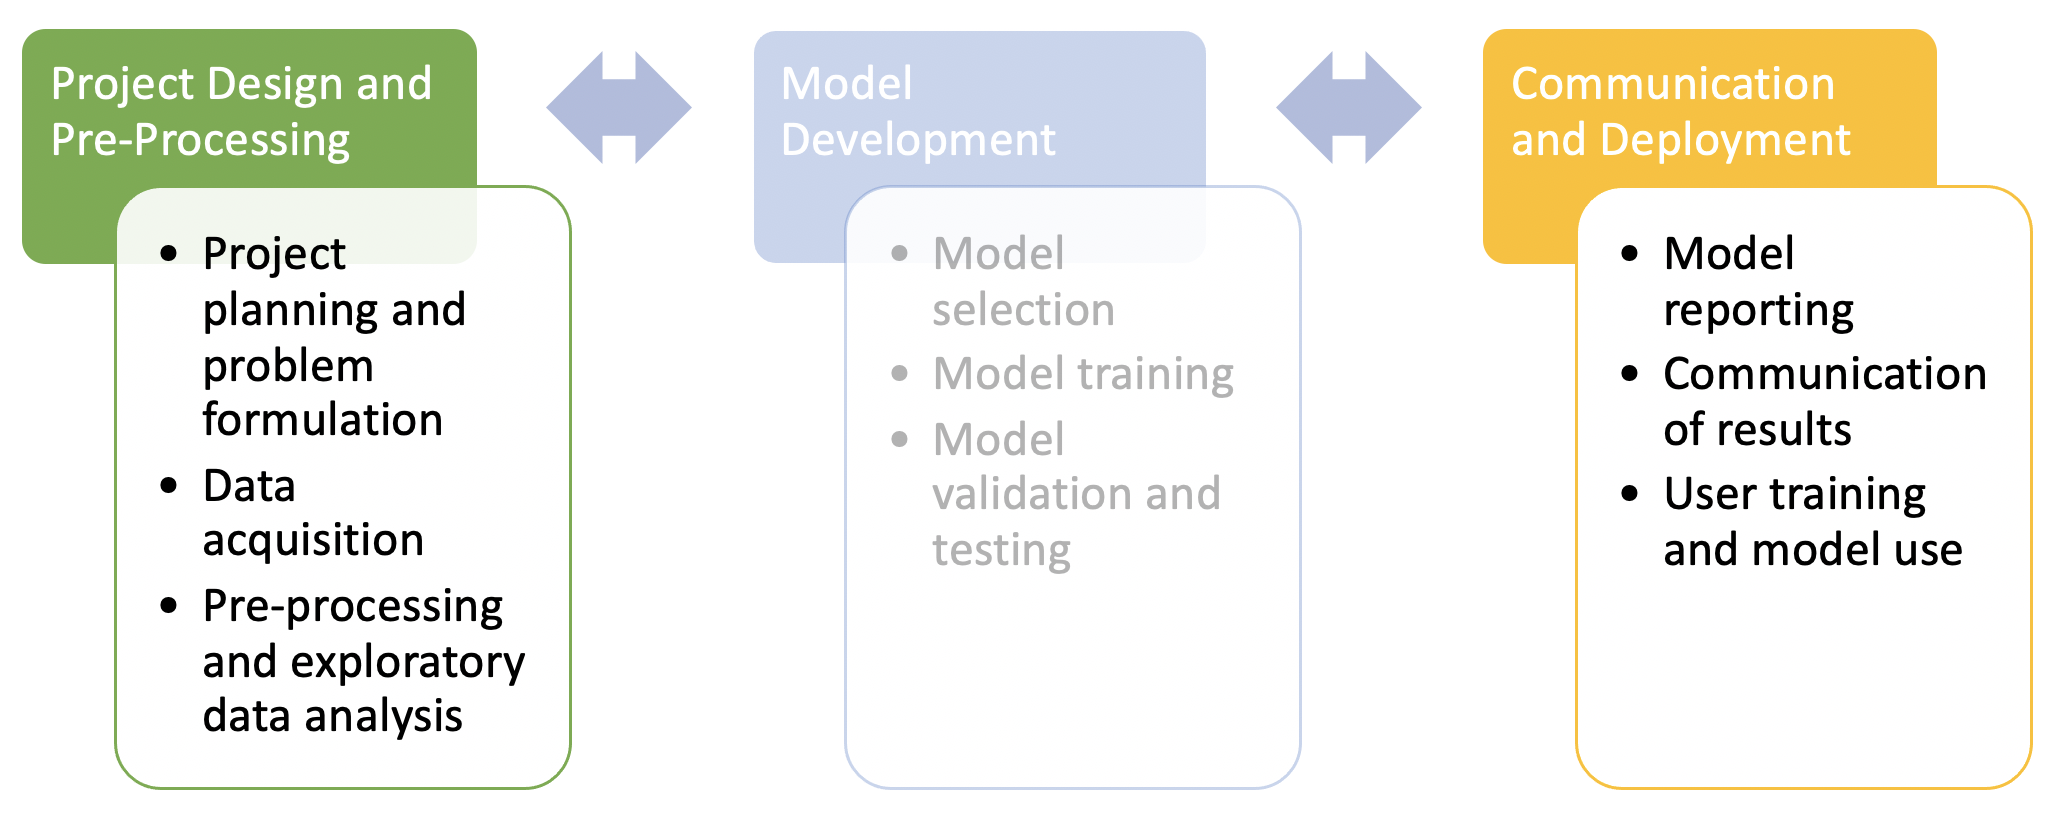 Project Design and
Pre-Processing
• Project
planning and
problem
formulation
• Data
acquisition
• Pre-processing
and exploratory
data analysis
Model
Development
• Model
selection
• Model training
• Model
validation and
testing
Communication
and Deployment
• Model
reporting
• Communication
of results
• User training
and model use